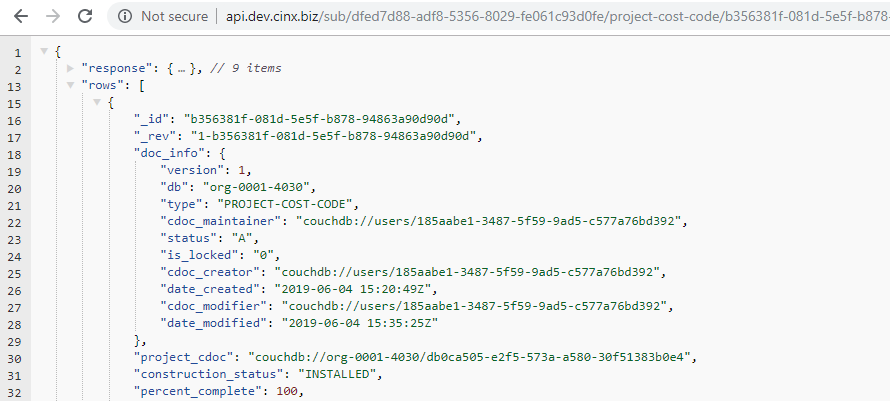 Not secure | api.dev.cinx.biz/sub/dfed7d88-adf8-5356-8029-fe061c93d0fe/project-cost-code/b356381f-081d-5e5f-b878-
1 {
2 "response": { … }, // 9 items
13 "rows": [
15 {
16 "_id": "b356381f-081d-5e5f-b878-94863a90d90d",
17 "_rev": "1-b356381f-081d-5e5f-b878-94863a90d90d",
18 "doc_info": {
19 "version": 1,
20 "db": "org-0001-4030",
21 "type": "PROJECT-COST-CODE",
22 "cdoc_maintainer": "couchdb://users/185aabe1-3487-5f59-9ad5-c577a76bd392",
23 "status": "A",
24 "is_locked": "0",
25 "cdoc_creator": "couchdb://users/185aabe1-3487-5f59-9ad5-c577a76bd392",
26 "date_created": "2019-06-04 15:20:49Z",
27 "cdoc_modifier": "couchdb://users/185aabe1-3487-5f59-9ad5-c577a76bd392",
28 "date_modified": "2019-06-04 15:35:25Z"
29 },
30 "project_cdoc": "couchdb://org-0001-4030/db0ca505-e2f5-573a-a580-30f51383b0e4",
31 "construction_status": "INSTALLED",
32 "percent_complete": 100,